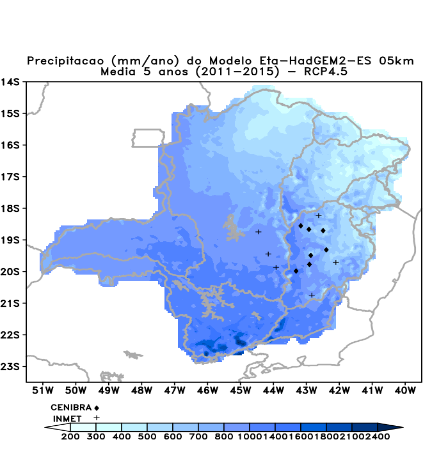 Precipitacao (mm/ano) do Modelo Eta-HadGEM2-ES 05km
Media 5 anos (2011-2015) - RCP4.5
14S
15S
16S
17S
18S
19S
20S
21S
22S
23S
51W 50W 49W 48W 47W 46W 45W 44W 43W 42W 41W 40W
CENIBRA
INMET
200 300 400 500 600 700 800 1000 1400 1600 1800 2100 2400